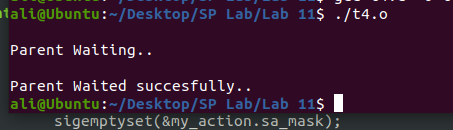 ali@Ubuntu:~/Desktop/SP Lab/Lab 11$ ./t4.o
Parent Waiting..
Parent Waited succesfully..
ali@Ubuntu:~/Desktop/SP Lab/Lab 11$
sigemptyset(&my_action.sa_mask);